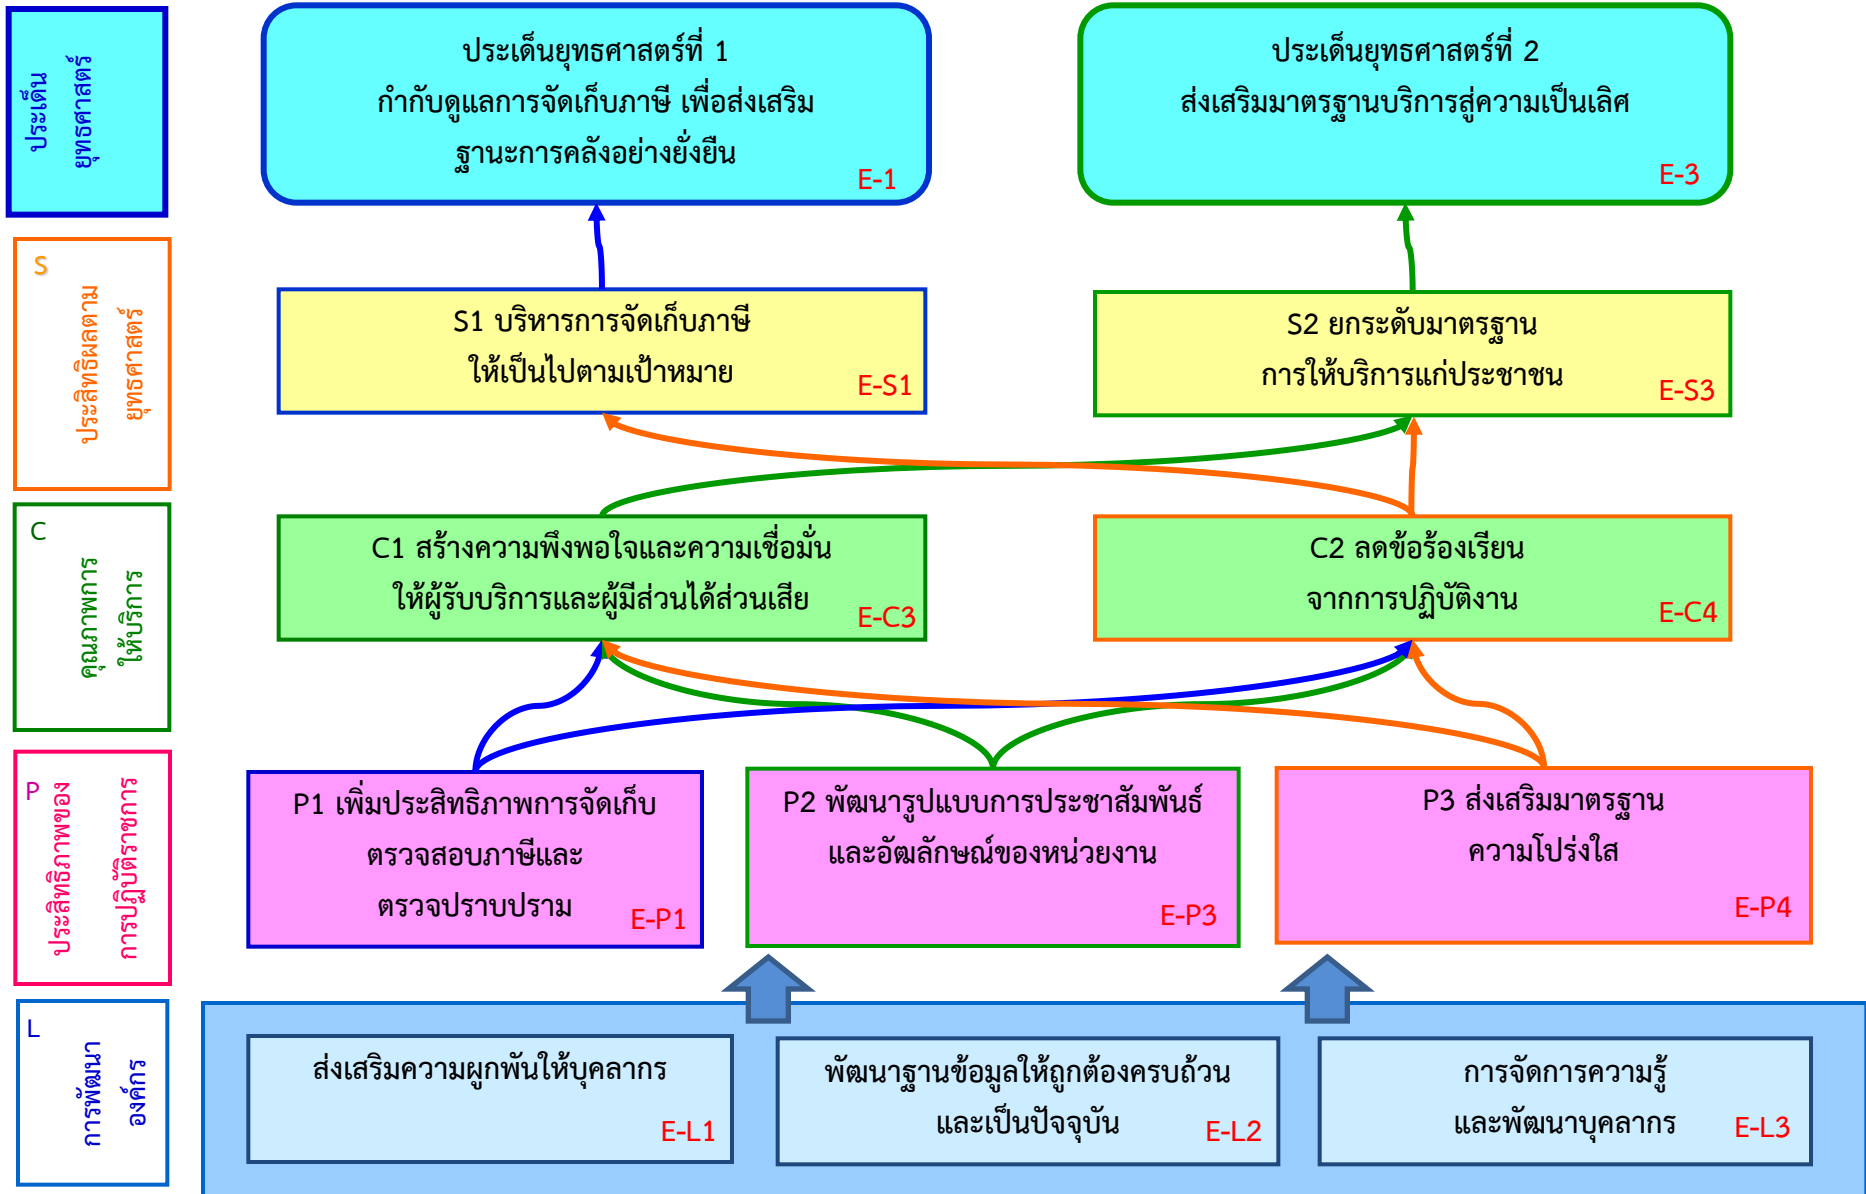 ประเด็น
ยุทธศาสตร์
ประเด็นยุทธศาสตร์ที่ 1
กำกับดูแลการจัดเก็บภาษี เพื่อส่งเสริม
ฐานะการคลังอย่างยั่งยืน
E-1
ประเด็นยุทธศาสตร์ที่ 2
ส่งเสริมมาตรฐานบริการสู่ความเป็นเลิศ
E-3
S
ประสิทธิผลตาม
ยุทธศาสตร์
S1 บริหารการจัดเก็บภาษี
ให้เป็นไปตามเป้าหมาย
E-S1
S2 ยกระดับมาตรฐาน
การให้บริการแก่ประชาชน
E-S3
C
คุณภาพการ
ให้บริการ
C1 สร้างความพึงพอใจและความเชื่อมั่น
ให้ผู้รับบริการและผู้มีส่วนได้ส่วนเสีย
E-C3
C2 ลดข้อร้องเรียน
จากการปฏิบัติงาน
E-C4
P
ประสิทธิภาพของ
การปฏิบัติราชการ
P1 เพิ่มประสิทธิภาพการจัดเก็บ
ตรวจสอบภาษีและ
ตรวจปราบปราม
E-P1
P2 พัฒนารูปแบบการประชาสัมพันธ์
และอัฒลักษณ์ของหน่วยงาน
E-P3
P3 ส่งเสริมมาตรฐาน
ความโปร่งใส
E-P4
L
การพัฒนา
องค์กร
ส่งเสริมความผูกพันให้บุคลากร
E-L1
พัฒนาฐานข้อมูลให้ถูกต้องครบถ้วน
และเป็นปัจจุบัน
E-L2
การจัดการความรู้
และพัฒนาบุคลากร
E-L3